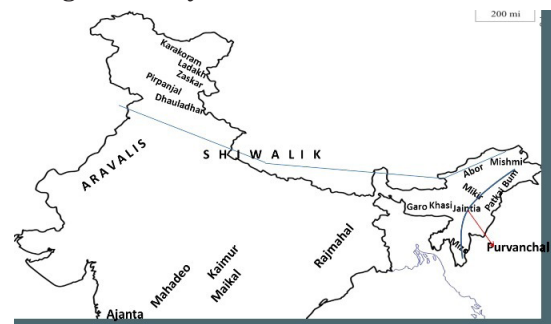 200 mi
Karakoram
Ladakh
Zaskar
Pirpanjal
Dhauladhar
ARAVALIS
SHIWALIK
Abor
Mishmi
Mikir
Patkai Bum
Garo
Khasi
Jaintia
Purvanchal
Rajmahal
Kaimur
Mahadeo
Maikal
Ajanta